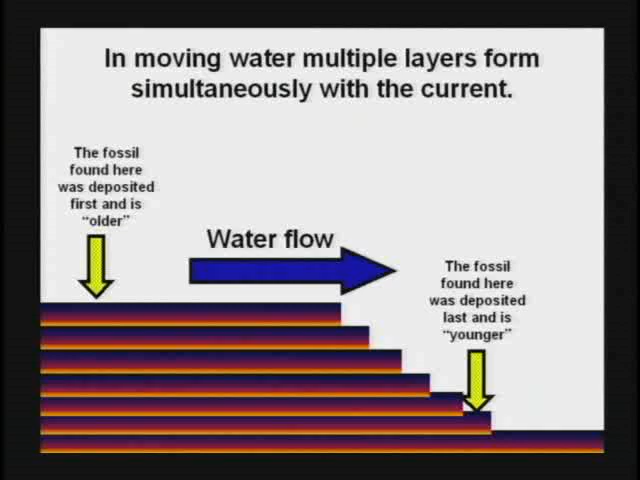 In moving water multiple layers form
simultaneously with the current.
The fossil
found here
was deposited
first and is
“older”
Water flow
The fossil
found here
was deposited
last and is
“younger”